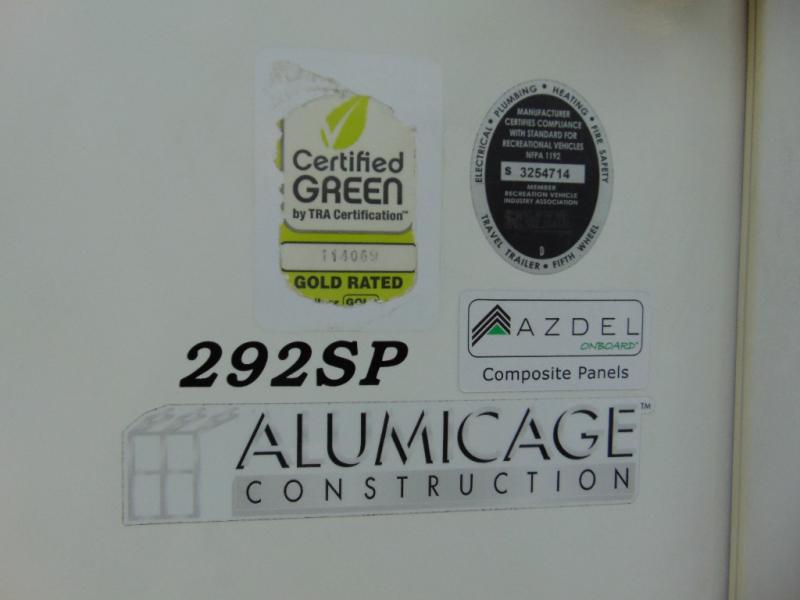 Certified
GREEN
by TRA Certification™
114069
GOLD RATED
ELECTRICAL • PLUMBING • HEATING • FIRE SAFETY
MANUFACTURER
CERTIFIES COMPLIANCE
WITH STANDARD FOR
RECREATIONAL VEHICLES
NFPA 1192
S 3254714
MEMBER
RECREATION VEHICLE
INDUSTRY ASSOCIATION
D
TRAVEL TRAILER • FIFTH WHEEL
AZDEL
ONBOARD
Composite Panels
292SP
ALUMICAGE™
CONSTRUCTION